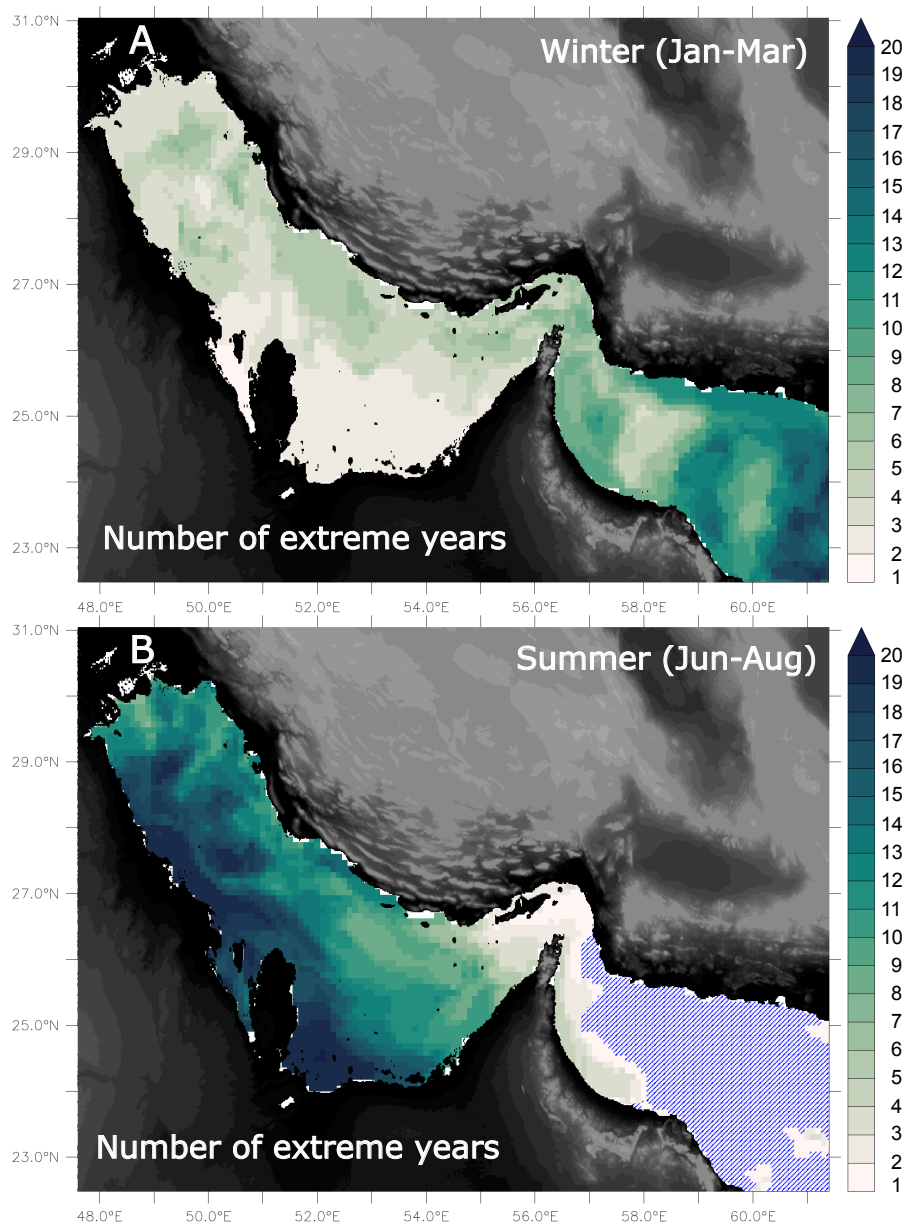 31.0°N
29.0°N
27.0°N
25.0°N
23.0°N
A
Winter (Jan-Mar)
Number of extreme years
48.0°E 50.0°E 52.0°E 54.0°E 56.0°E 58.0°E 60.0°E
20
19
18
17
16
15
14
13
12
11
10
9
8
7
6
5
4
3
2
1
31.0°N
29.0°N
27.0°N
25.0°N
23.0°N
B
Summer (Jun-Aug)
Number of extreme years
48.0°E 50.0°E 52.0°E 54.0°E 56.0°E 58.0°E 60.0°E
20
19
18
17
16
15
14
13
12
11
10
9
8
7
6
5
4
3
2
1